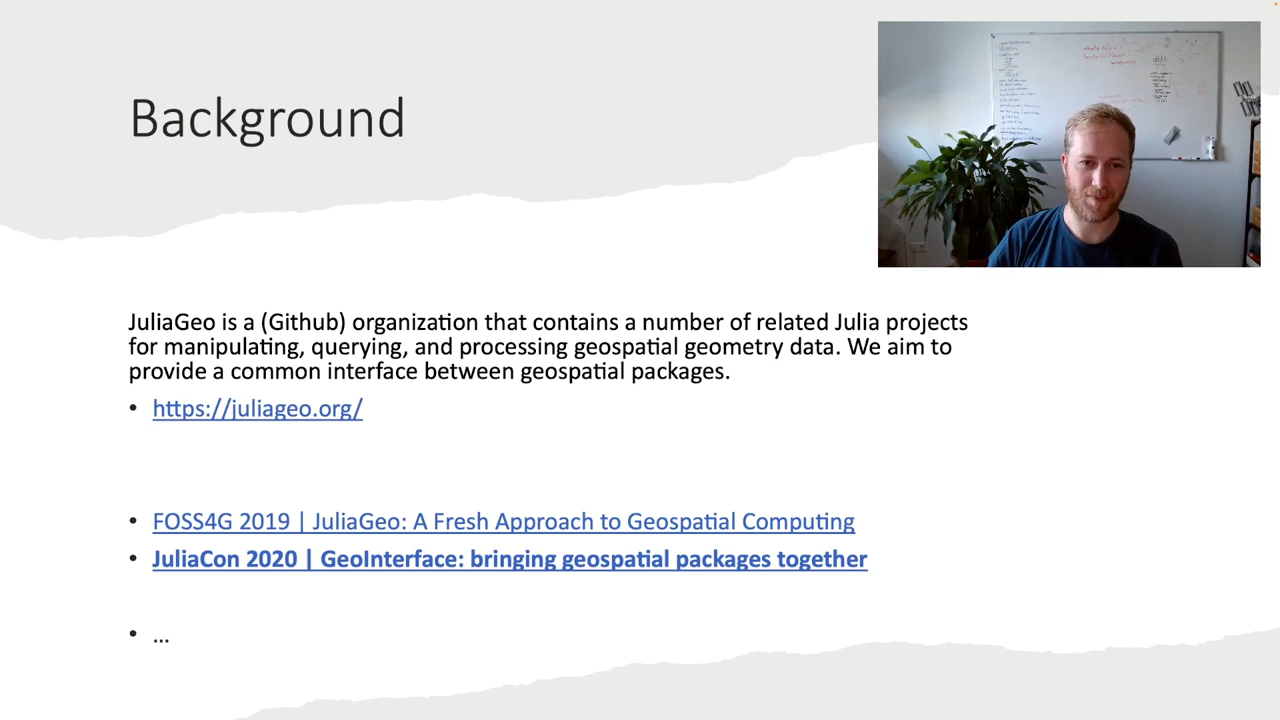 Background
JuliaGeo is a (Github) organization that contains a number of related Julia projects
for manipulating, querying, and processing geospatial geometry data. We aim to
provide a common interface between geospatial packages.
• https://juliageo.org/
• FOSS4G 2019 | JuliaGeo: A Fresh Approach to Geospatial Computing
• JuliaCon 2020 | GeoInterface: bringing geospatial packages together
• ...